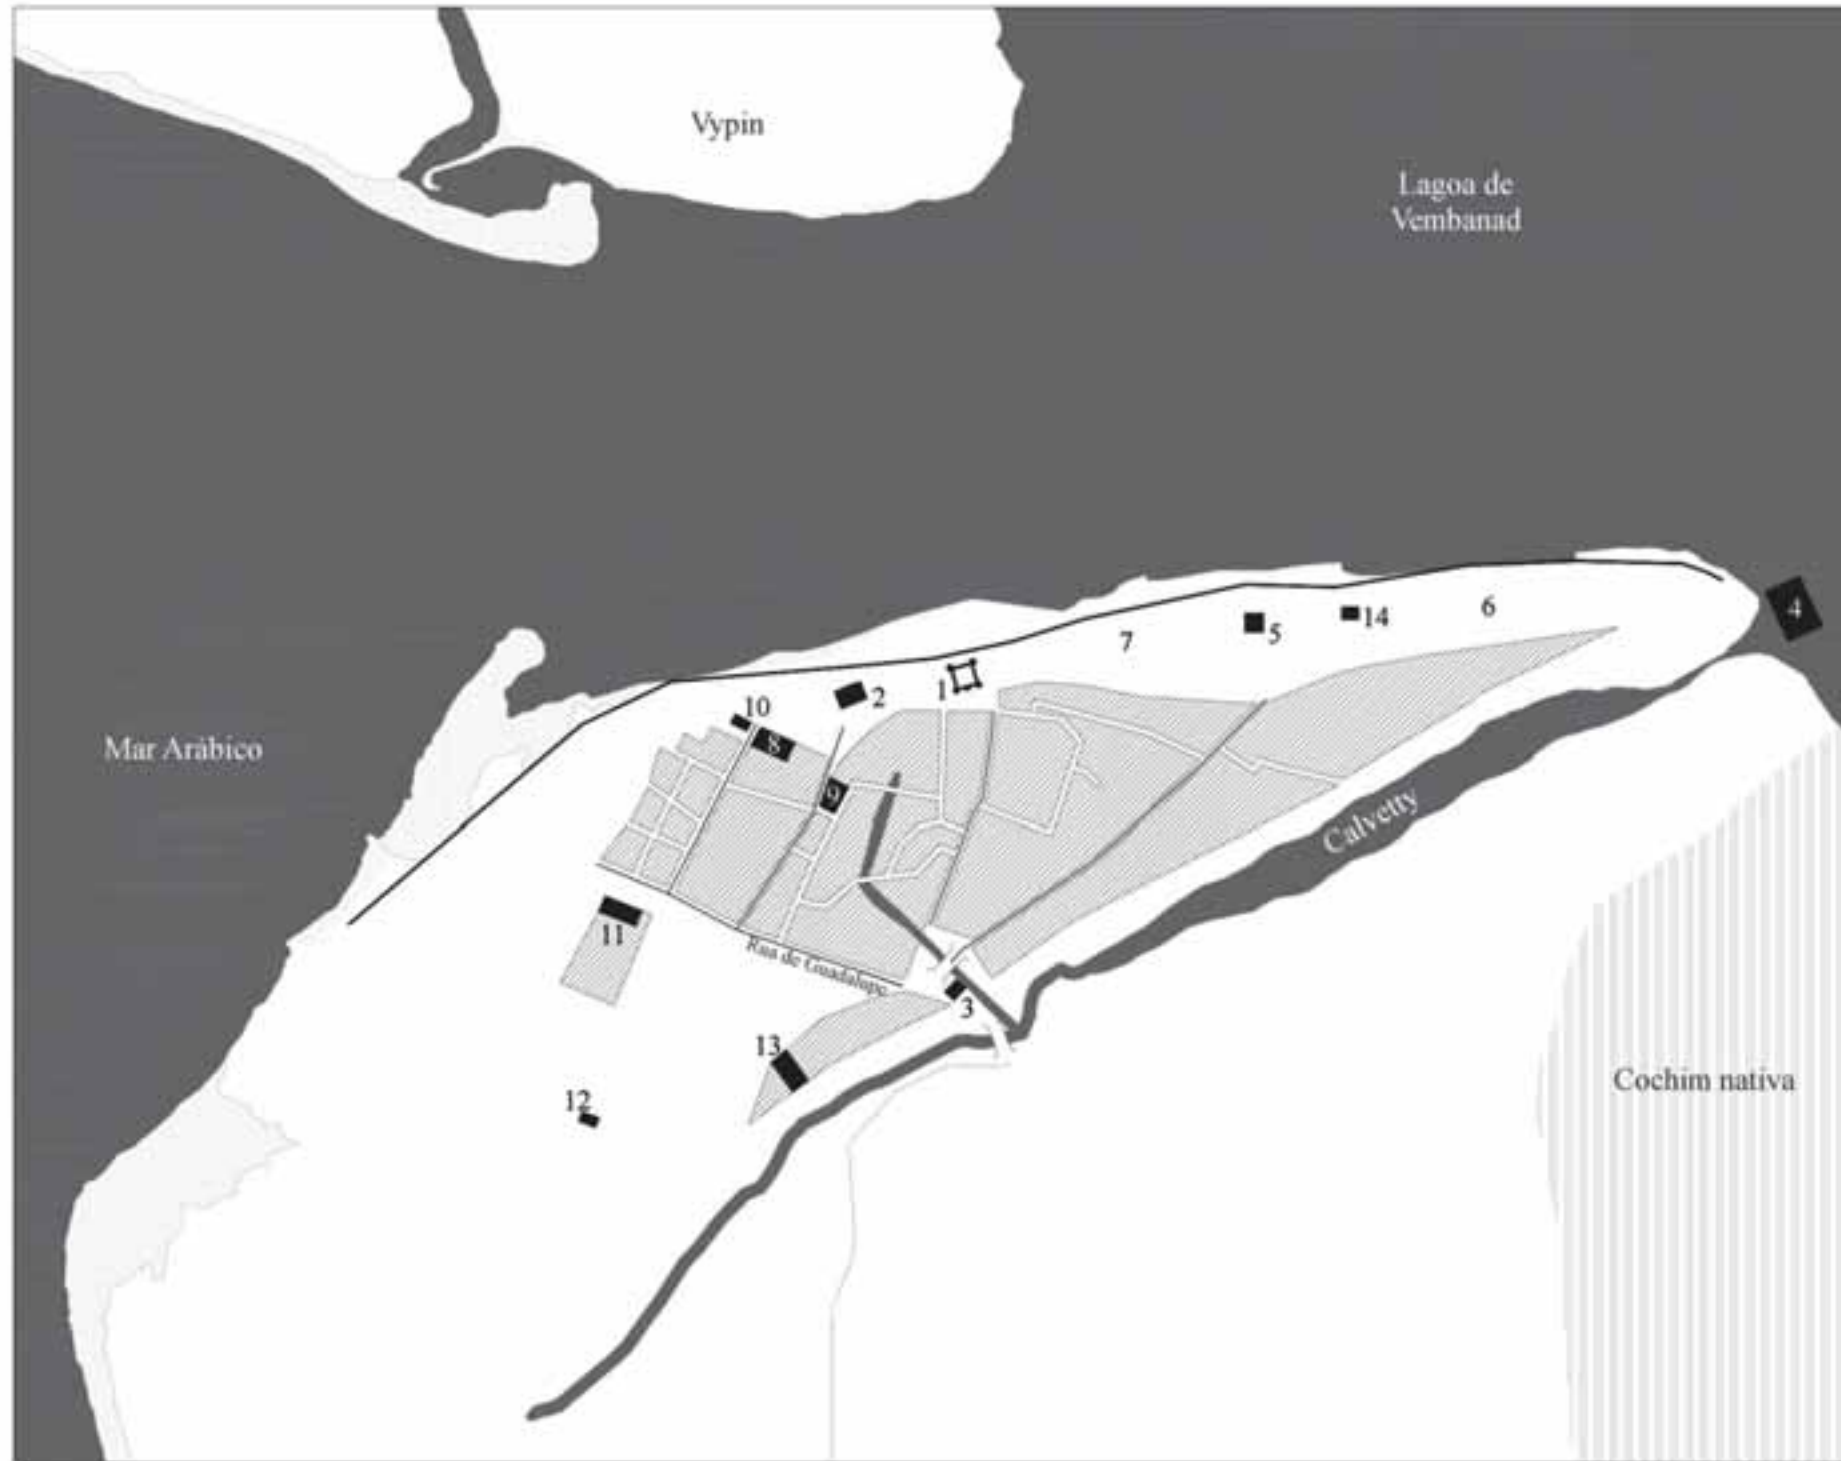 Vypin
Lagoa de
Vembanad
4
6
14
5
7
1
2
10
8
Mar Arábico
9
Calvetty
11
Rua de Guadalupe
3
13
Cochim nativa
12